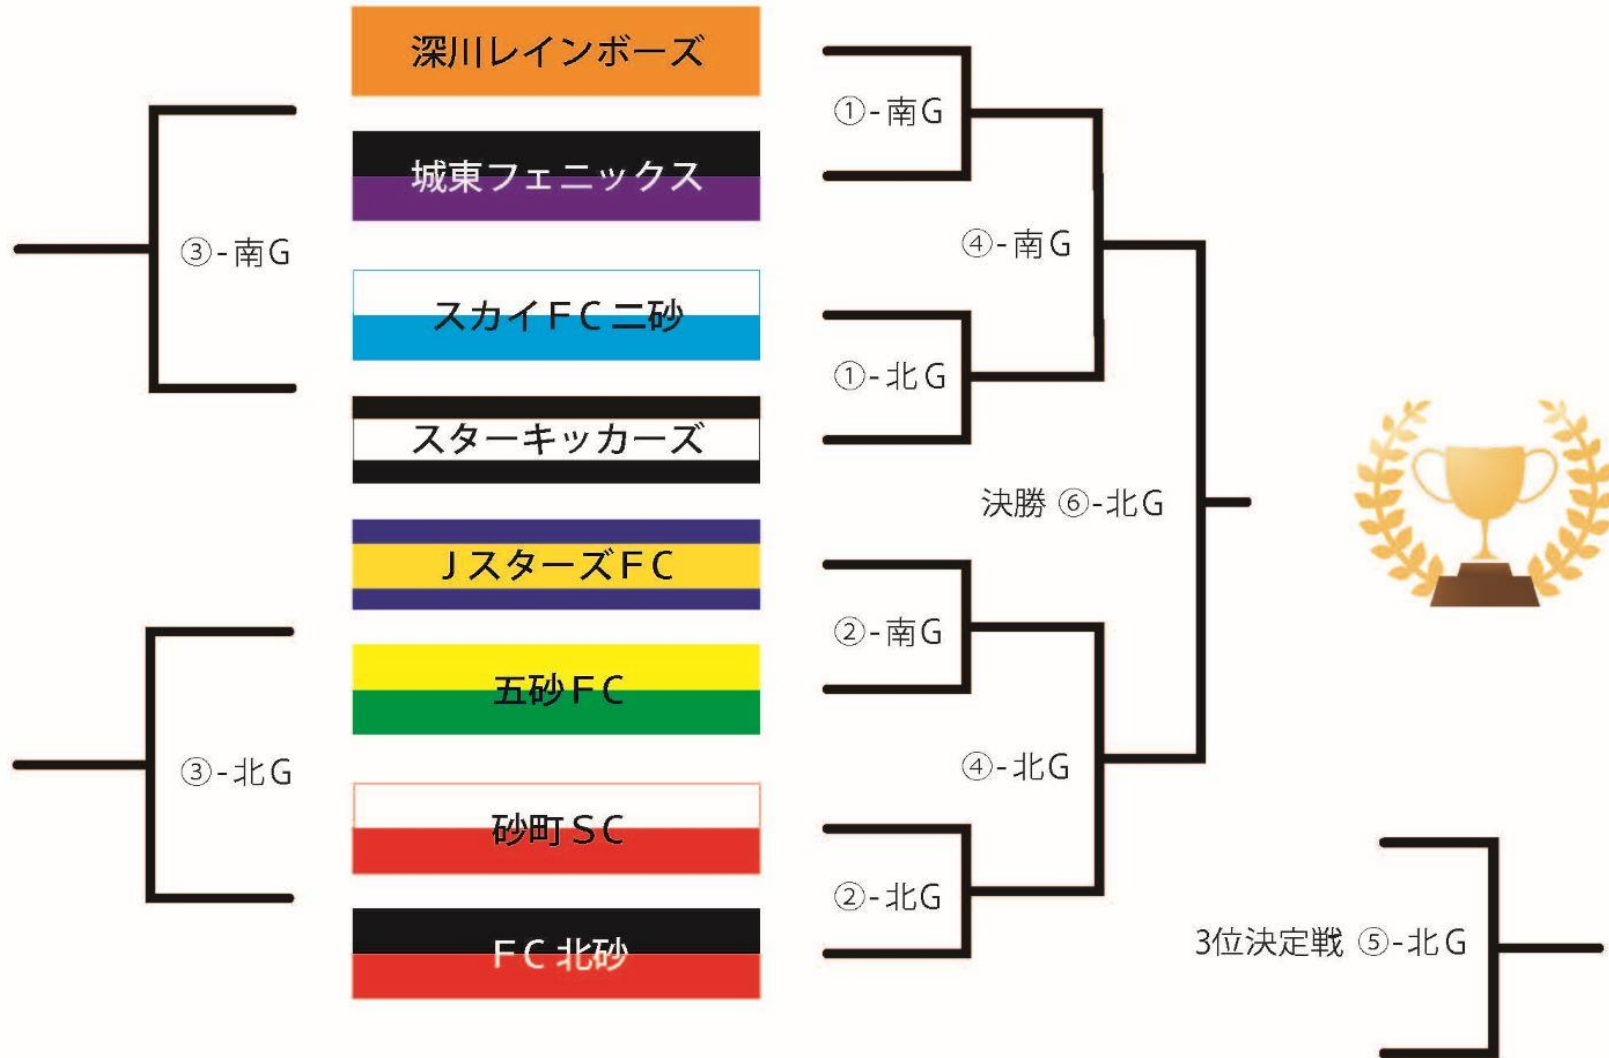 深川レインボーズ
①-南G
城東フェニックス
③-南G
④-南G
スカイFC二砂
①-北G
スターキッカーズ
決勝 ⑥-北G
JスターズFC
②-南G
五砂FC
③-北G
④-北G
砂町SC
②-北G
FC北砂
3位決定戦 ⑤-北G